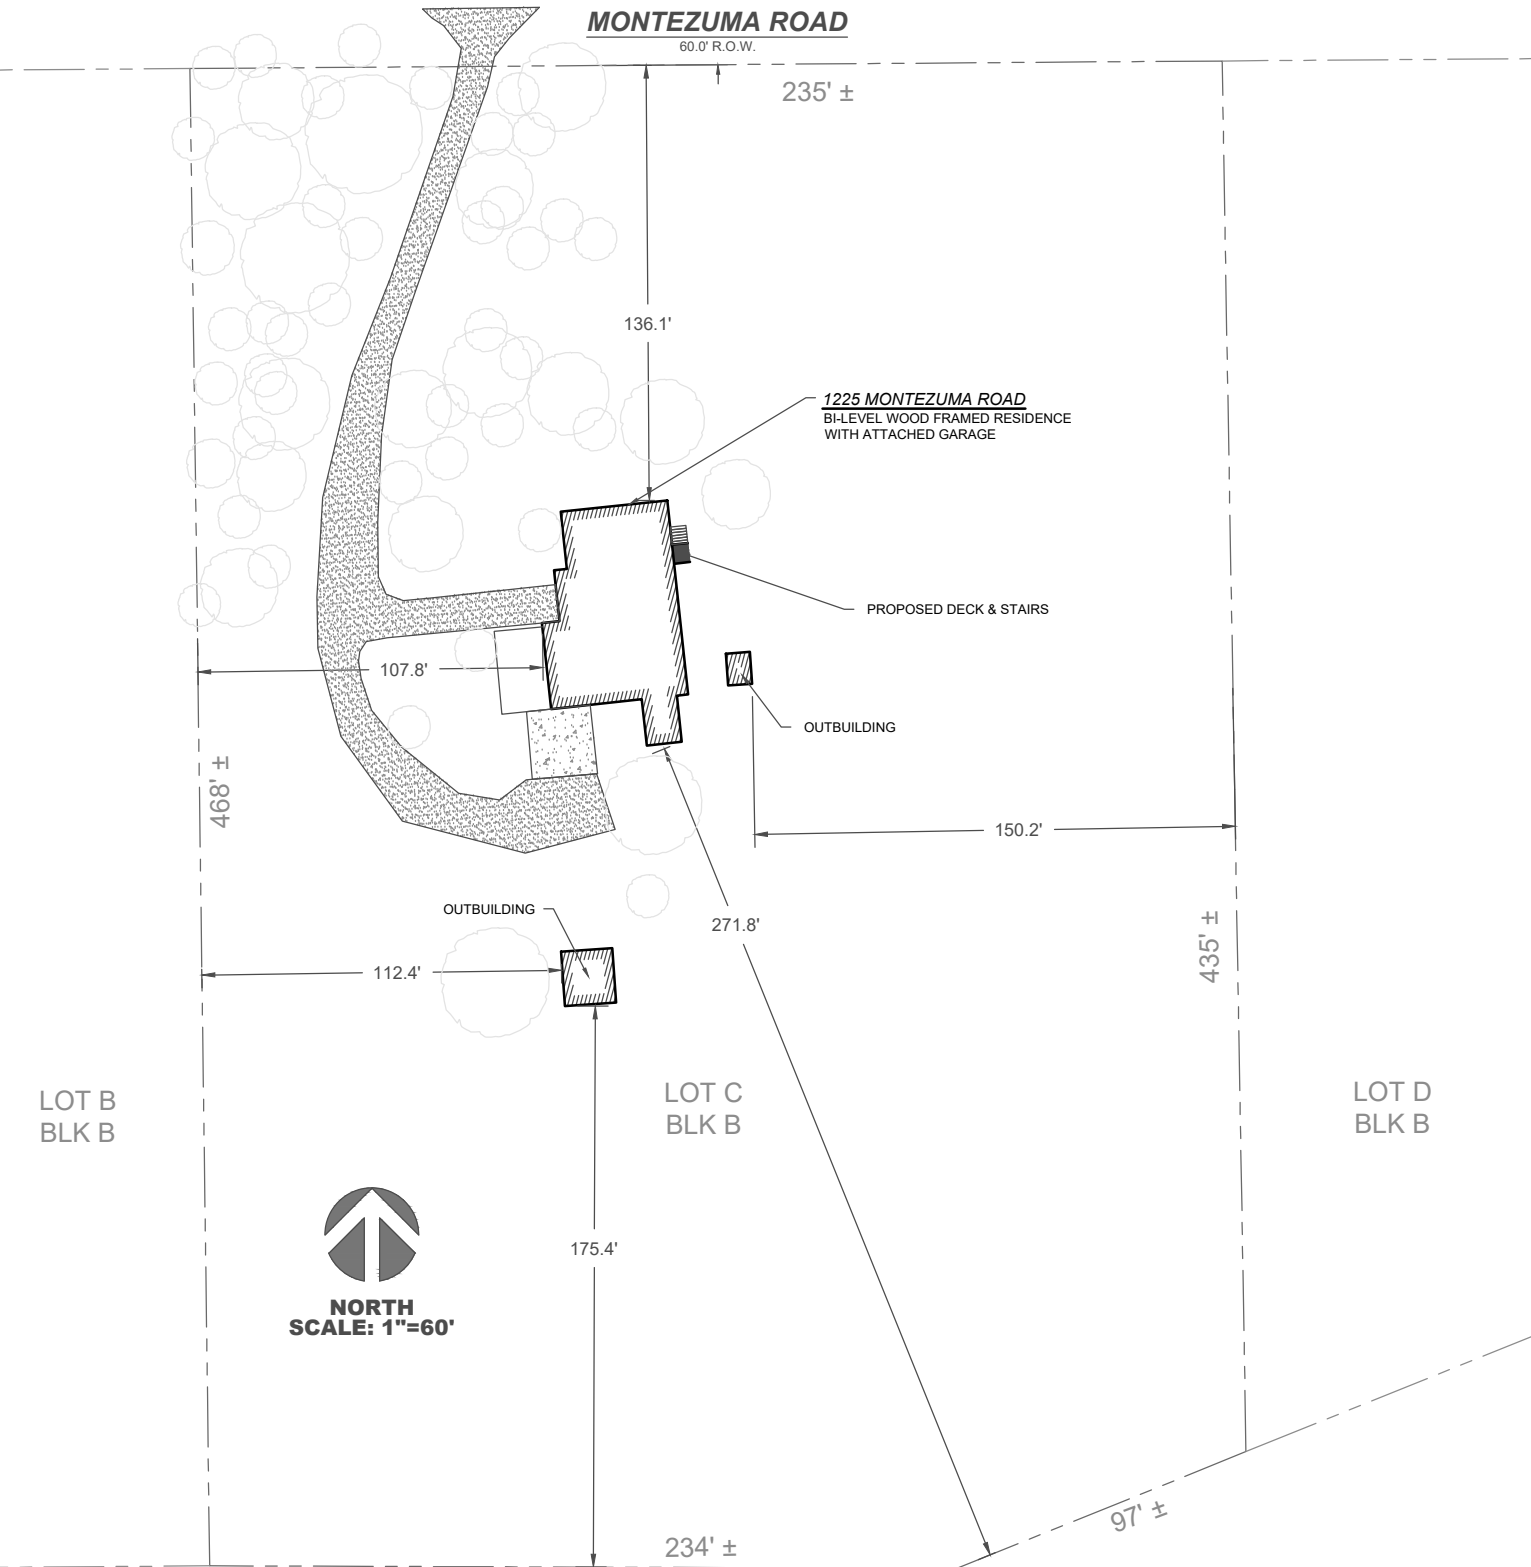 MONTEZUMA ROAD
60.0' R.O.W.
235' ±
136.1'
1225 MONTEZUMA ROAD
BI-LEVEL WOOD FRAMED RESIDENCE
WITH ATTACHED GARAGE
PROPOSED DECK & STAIRS
107.8'
OUTBUILDING
468' ±
150.2'
OUTBUILDING
271.8'
435' ±
112.4'
LOT B
BLK B
LOT C
BLK B
LOT D
BLK B
175.4'
NORTH
SCALE: 1"=60'
97' ±
234' ±